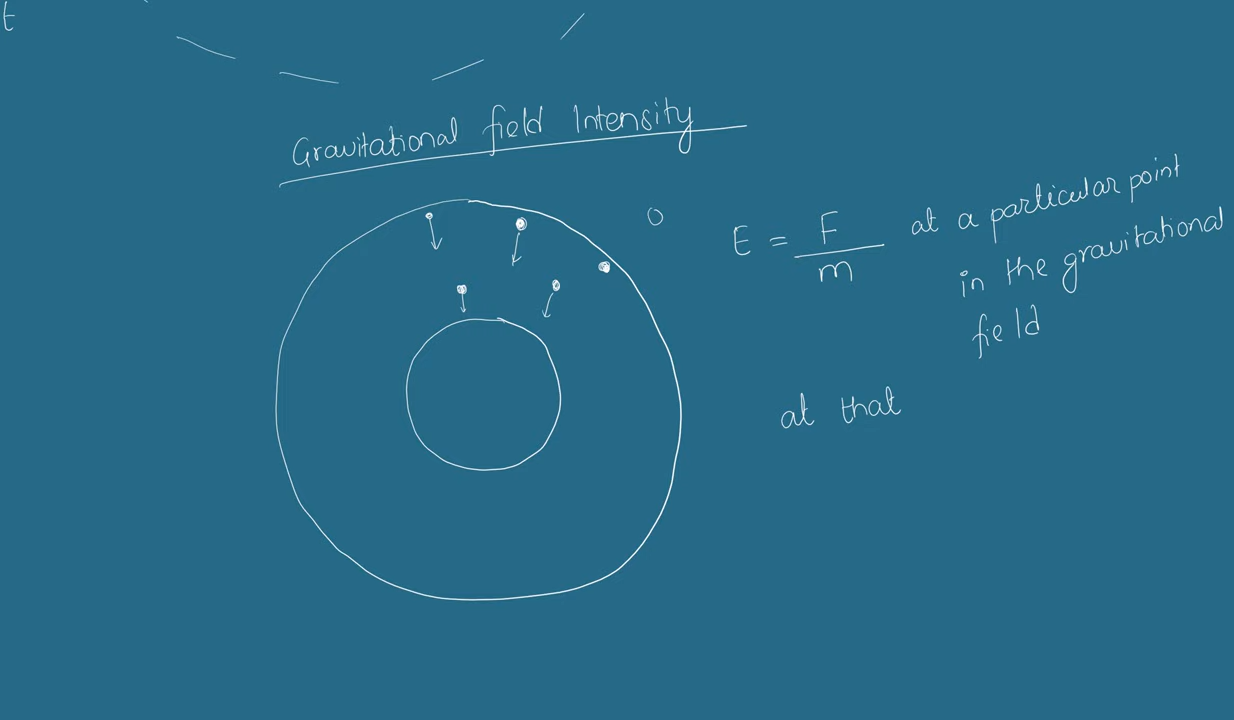 t
Gravitational field Intensity
E = F/m at a particular point
in the gravitational
field
at that